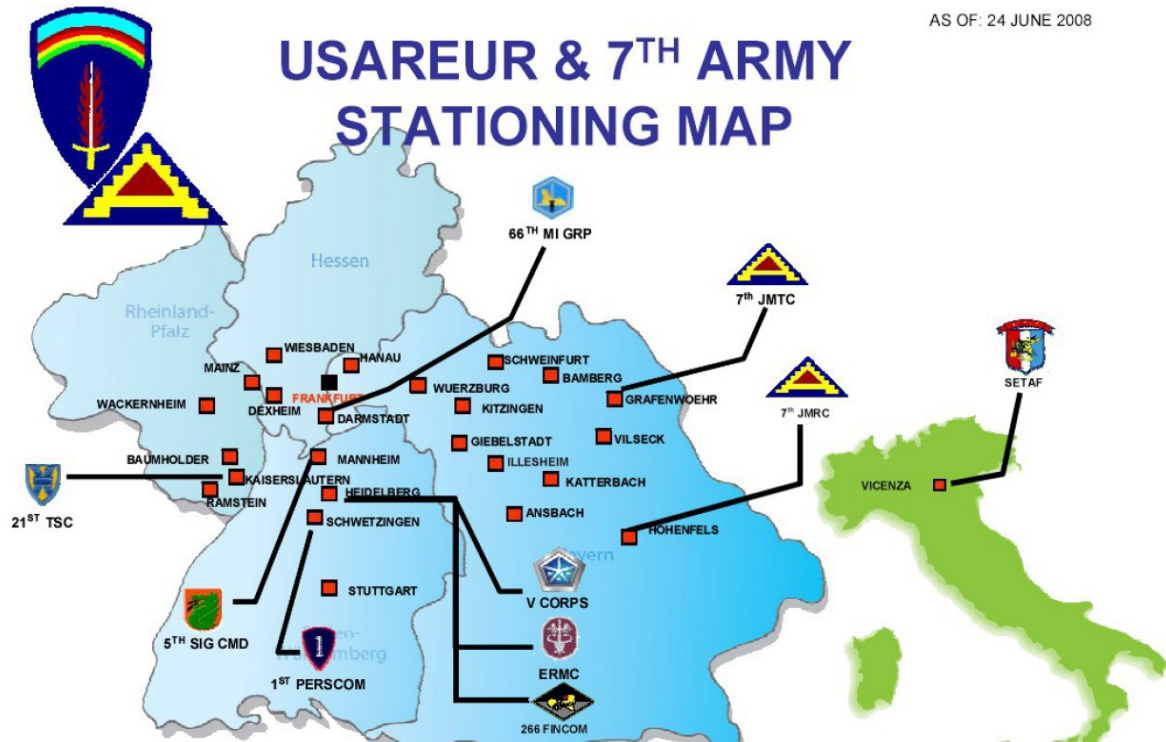 AS OF: 24 JUNE 2008
USAREUR & 7TH ARMY
STATIONING MAP
66TH MI GRP
Hessen
7th JMTC
Rheinland-
Pfalz
SETAF
7th JMRC
WIESBADEN
HANAU
SCHWEINFURT
MAINZ
BAMBERG
WUERZBURG
FRANKFURT
DEXHEIM
GRAFENWOEHR
WACKERNHEIM
KITZINGEN
DARMSTADT
GIEBELSTADT
VILSECK
BAUMHOLDER
MANNHEIM
ILLESHEIM
KAISERSLAUTERN
KATTERBACH
VICENZA
RAMSTEIN
HEIDELBERG
21ST TSC
SCHWETZINGEN
ANSBACH
HOHENFELS
Bayern
STUTTGART
V CORPS
5TH SIG CMD
1ST PERSCOM
ERMC
266 FINCOM